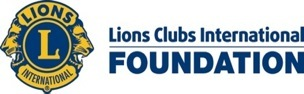 LIONS
L
INTERNATIONAL
®
Lions Clubs International
FOUNDATION